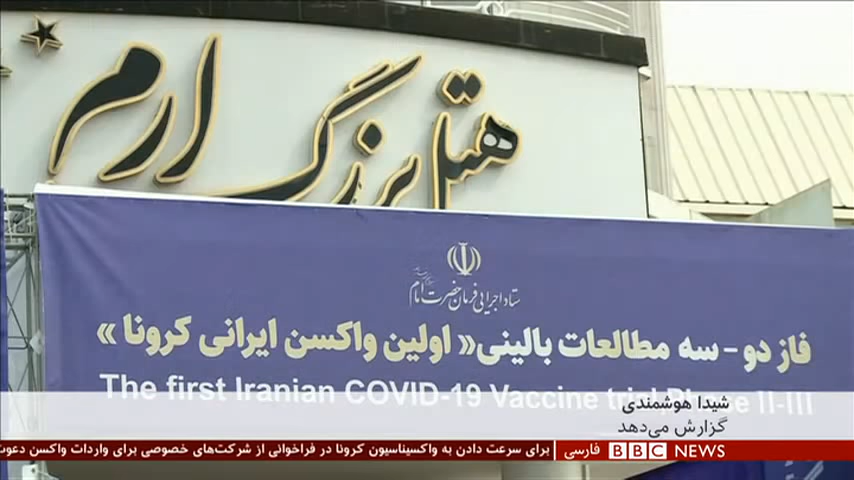 هتل بزرگ ارم
ستاد اجرایی فرمان حضرت امام
فاز دو - سه مطالعات بالینی « اولین واکسن ایرانی کرونا »
The first Iranian COVID-19 Vaccine trial Phase II-III
شیدا هوشمندی
گزارش می‌دهد
BBC NEWS فارسی
برای سرعت دادن به واکسیناسیون کرونا در فراخوانی از شرکت‌های خصوصی برای واردات واکسن دعوت